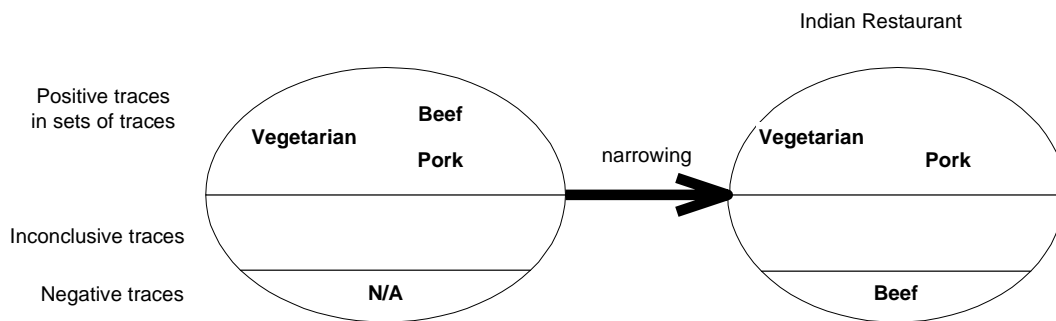 Indian Restaurant
Positive traces
in sets of traces
Beef
Vegetarian
Pork
narrowing
Vegetarian
Pork
Inconclusive traces
Negative traces
N/A
Beef